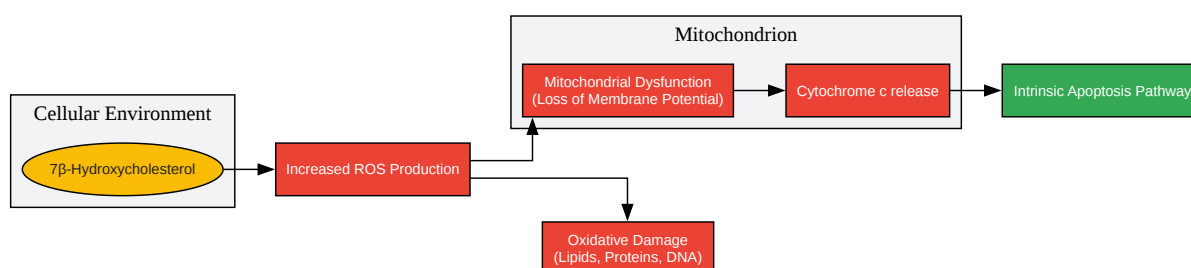 Cellular Environment
7β-Hydroxycholesterol
Increased ROS Production
Mitochondrion
Mitochondrial Dysfunction
(Loss of Membrane Potential)
Cytochrome c release
Intrinsic Apoptosis Pathway
Oxidative Damage
(Lipids, Proteins, DNA)